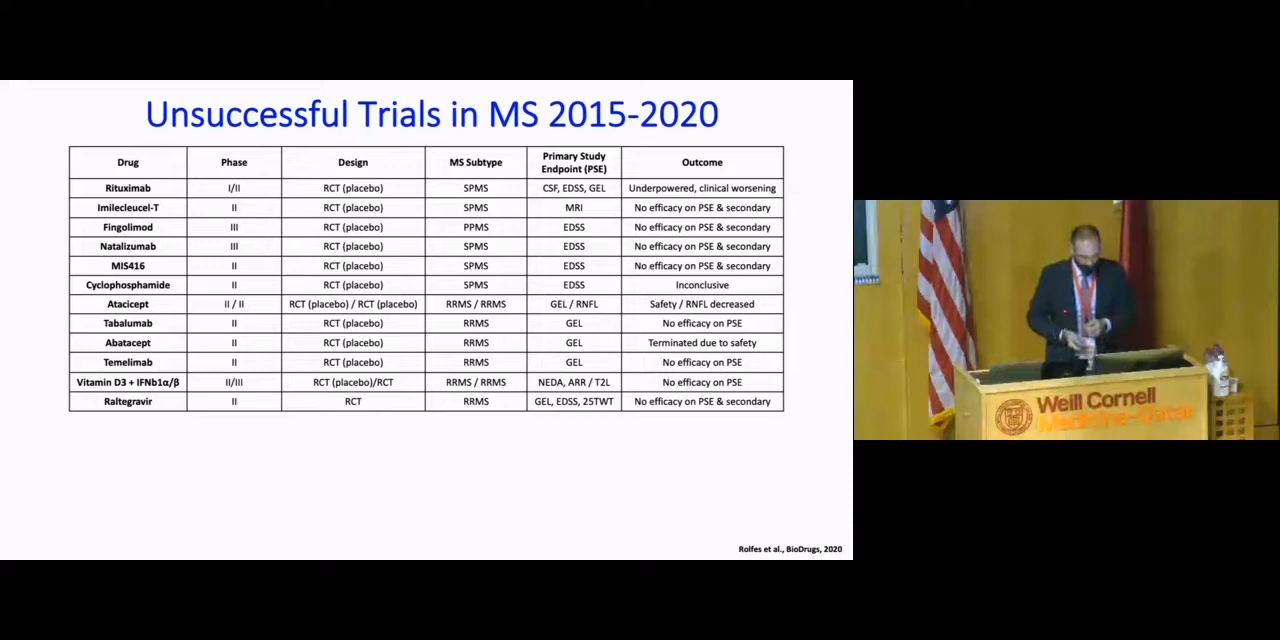 Unsuccessful Trials in MS 2015-2020
Drug Phase Design MS Subtype Primary Study Endpoint (PSE) Outcome
Rituximab I/II RCT (placebo) SPMS CSF, EDSS, GEL Underpowered, clinical worsening
Imilecleucel-T II RCT (placebo) SPMS MRI No efficacy on PSE & secondary
Fingolimod III RCT (placebo) PPMS EDSS No efficacy on PSE & secondary
Natalizumab III RCT (placebo) SPMS EDSS No efficacy on PSE & secondary
MIS416 II RCT (placebo) SPMS EDSS No efficacy on PSE & secondary
Cyclophosphamide II RCT (placebo) SPMS EDSS Inconclusive
Atacicept II / II RCT (placebo) / RCT (placebo) RRMS / RRMS GEL / RNFL Safety / RNFL decreased
Tabalumab II RCT (placebo) RRMS GEL No efficacy on PSE
Abatacept II RCT (placebo) RRMS GEL Terminated due to safety
Temelimab II RCT (placebo) RRMS GEL No efficacy on PSE
Vitamin D3 + IFNb1α/β II/III RCT (placebo)/RCT RRMS / RRMS NEDA, ARR / T2L No efficacy on PSE
Raltegravir II RCT RRMS GEL, EDSS, 25TWT No efficacy on PSE & secondary
Rolfes et al., BioDrugs, 2020
Weill Cornell
Medicine-Qatar